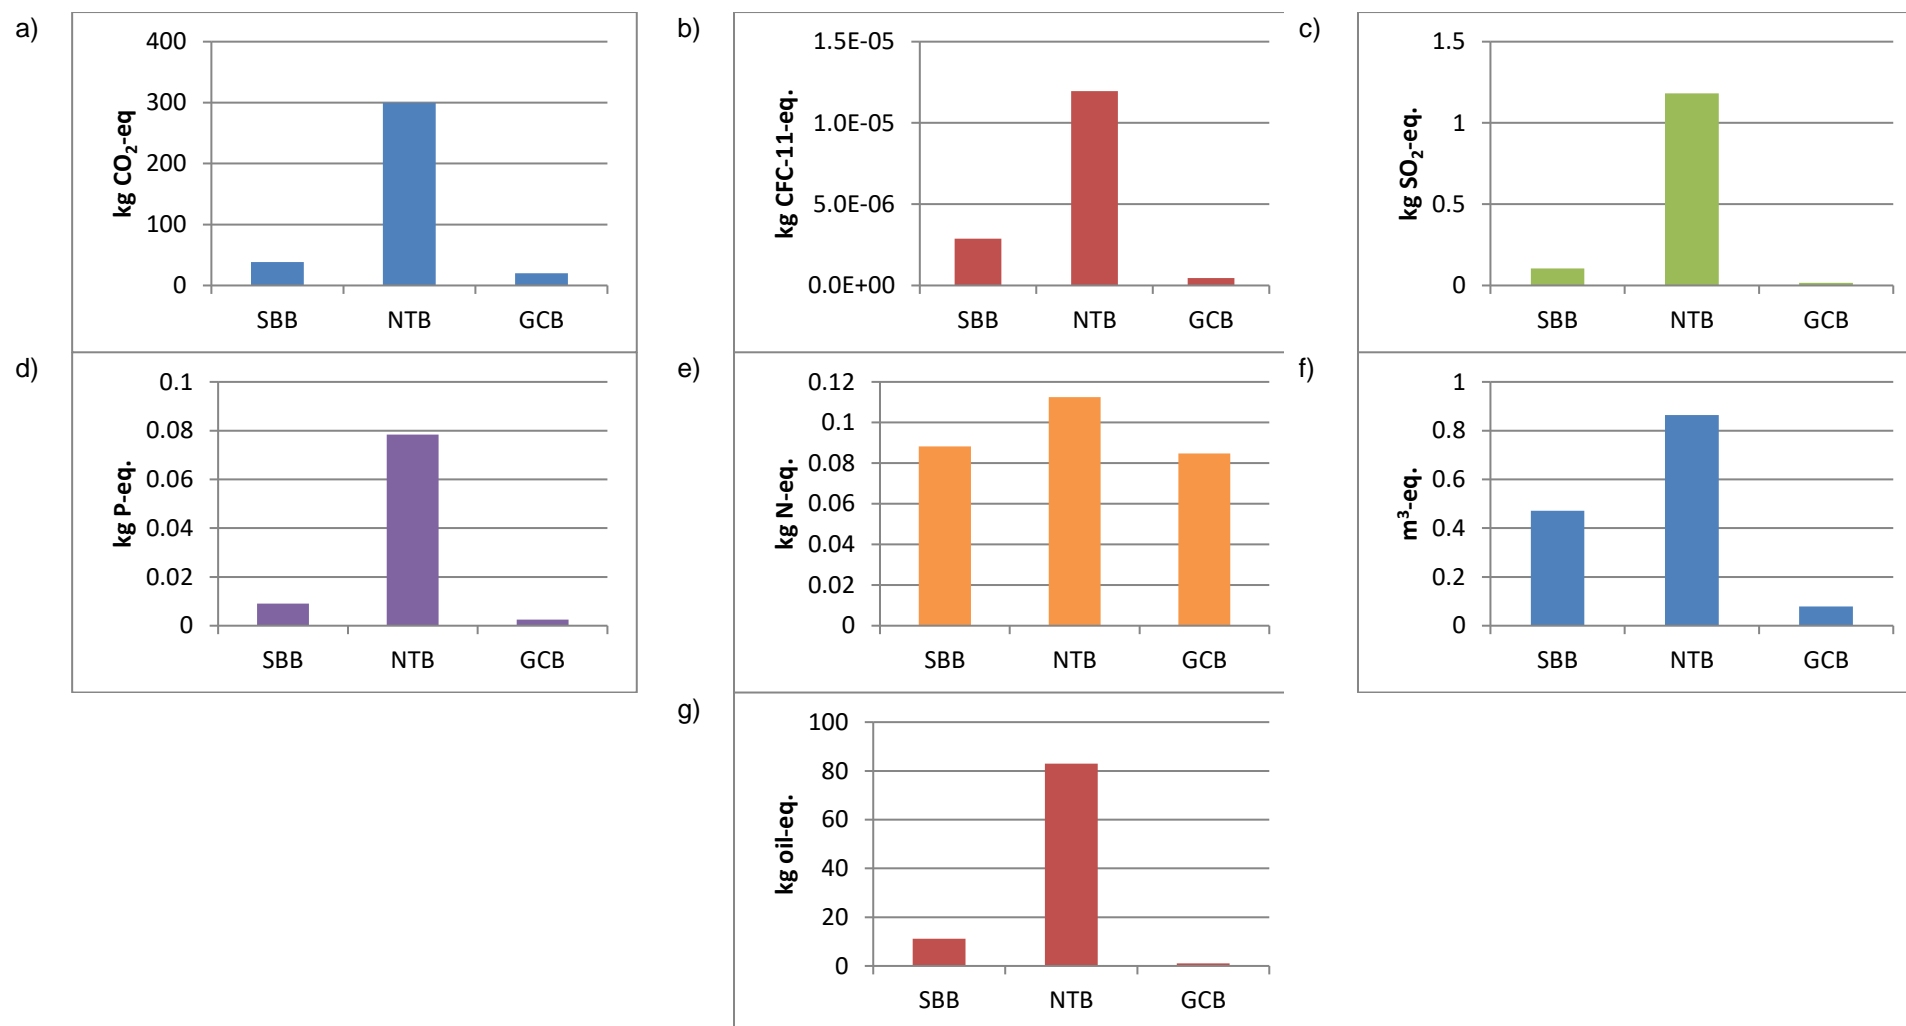 a)
400
300
200
100
0
kg CO₂-eq
SBB NTB GCB
b)
1.5E-05
1.0E-05
5.0E-06
0.0E+00
kg CFC-11-eq.
SBB NTB GCB
c)
1.5
1
0.5
0
kg SO₂-eq.
SBB NTB GCB
d)
0.1
0.08
0.06
0.04
0.02
0
kg P-eq.
SBB NTB GCB
e)
0.12
0.1
0.08
0.06
0.04
0.02
0
kg N-eq.
SBB NTB GCB
f)
1
0.8
0.6
0.4
0.2
0
m³-eq.
SBB NTB GCB
g)
100
80
60
40
20
0
kg oil-eq.
SBB NTB GCB